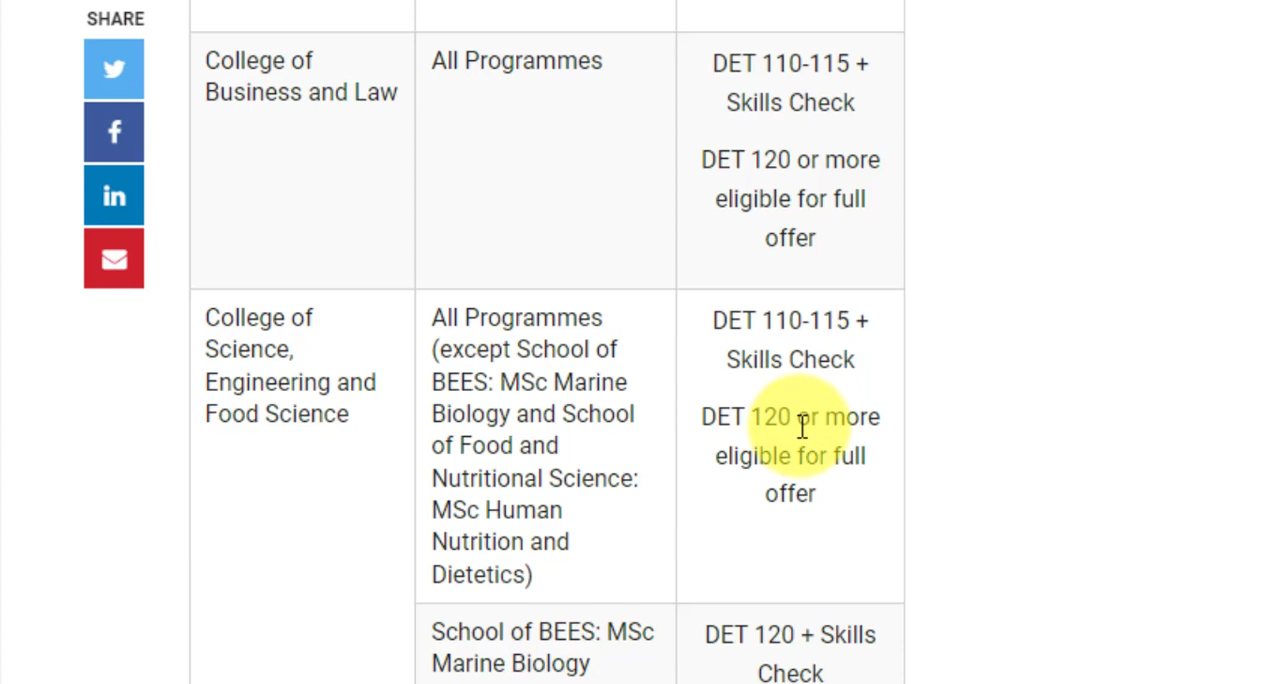 SHARE
College of
Business and Law
All Programmes
DET 110-115 +
Skills Check
DET 120 or more
eligible for full
offer
College of
Science,
Engineering and
Food Science
All Programmes
(except School of
BEES: MSc Marine
Biology and School
of Food and
Nutritional Science:
MSc Human
Nutrition and
Dietetics)
DET 110-115 +
Skills Check
DET 120 or more
eligible for full
offer
School of BEES: MSc
Marine Biology
DET 120 + Skills
Check